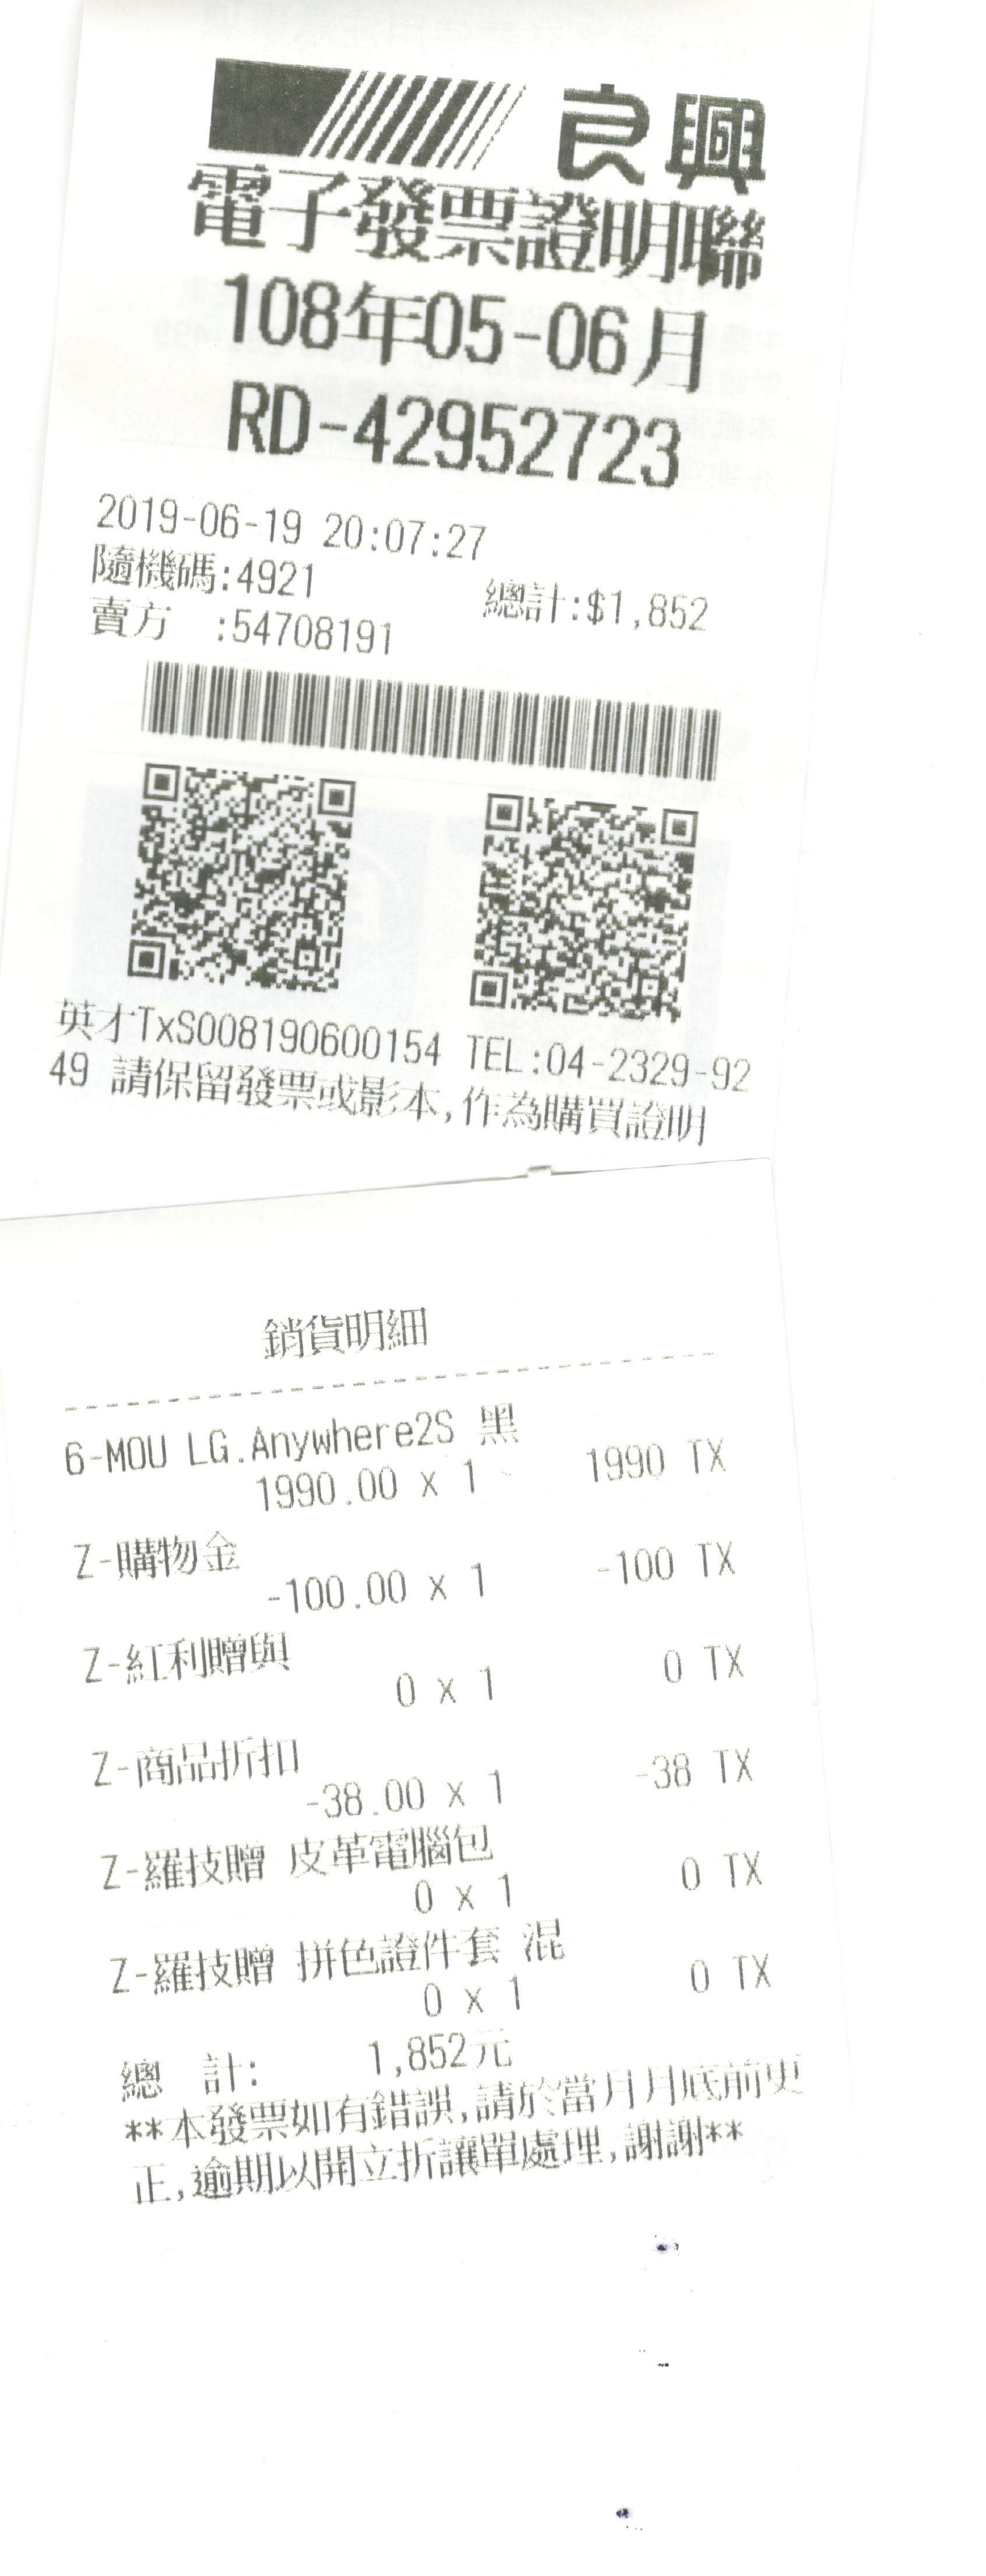 良興
電子發票證明聯
108年05-06月
RD-42952723
2019-06-19 20:07:27
隨機碼:4921 總計:$1,852
賣方 :54708191
英才TxS008190600154 TEL:04-2329-92
49 請保留發票或影本,作為購買證明
銷貨明細
6-MOU LG.Anywhere2S 黑
1990.00 x 1 1990 TX
Z-購物金
-100.00 x 1 -100 TX
Z-紅利贈與
0 x 1 0 TX
Z-商品折扣
-38.00 x 1 -38 TX
Z-羅技贈 皮革電腦包
0 x 1 0 TX
Z-羅技贈 拼色證件套 混
0 x 1 0 TX
總 計: 1,852元
**本發票如有錯誤,請於當月月底前更
正,逾期以開立折讓單處理,謝謝**